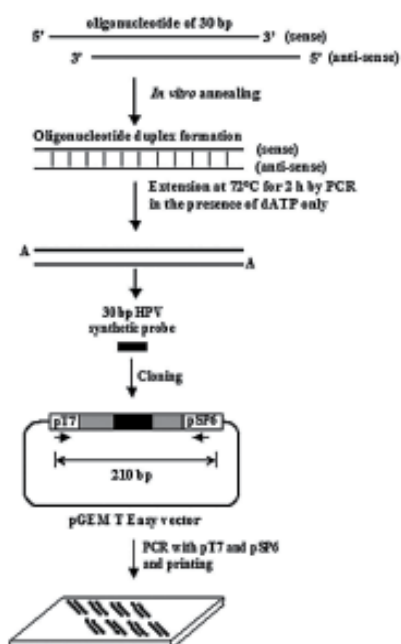 oligonucleotide of 30 bp
5' 3' (sense)
3' 5' (anti-sense)
In vitro annealing
Oligonucleotide duplex formation
(sense)
(anti-sense)
Extension at 72°C for 2 h by PCR
in the presence of dATP only
A
A
30 bp HPV
synthetic probe
Cloning
pT7 pSP6
210 bp
pGEM T Easy vector
PCR with pT7 and pSP6
and printing